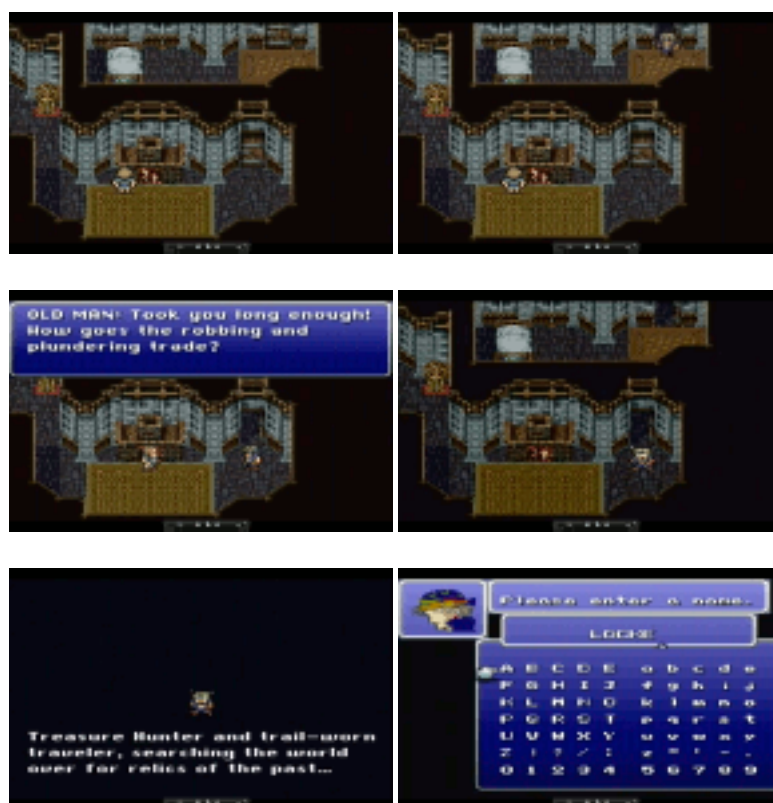 OLD MAN: Took you long enough!
How goes the robbing and
plundering trade?
Treasure Hunter and trail-worn
traveler, searching the world
over for relics of the past...
Please enter a name.
LOCKE
A B C D E a b c d e
F G H I J f g h i j
K L M N O k l m n o
P Q R S T p q r s t
U V W X Y u v w x y
Z ! ? / : z
0 1 2 3 4 5 6 7 8 9